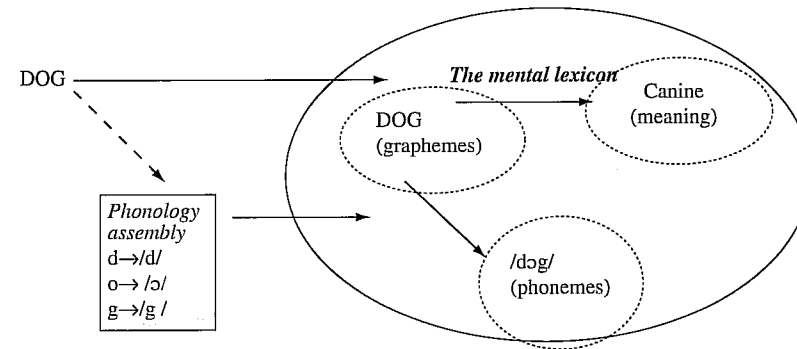 DOG
The mental lexicon
Canine
(meaning)
DOG
(graphemes)
Phonology
assembly
d→/d/
o→ /ɔ/
g→/g /
/dɔg/
(phonemes)